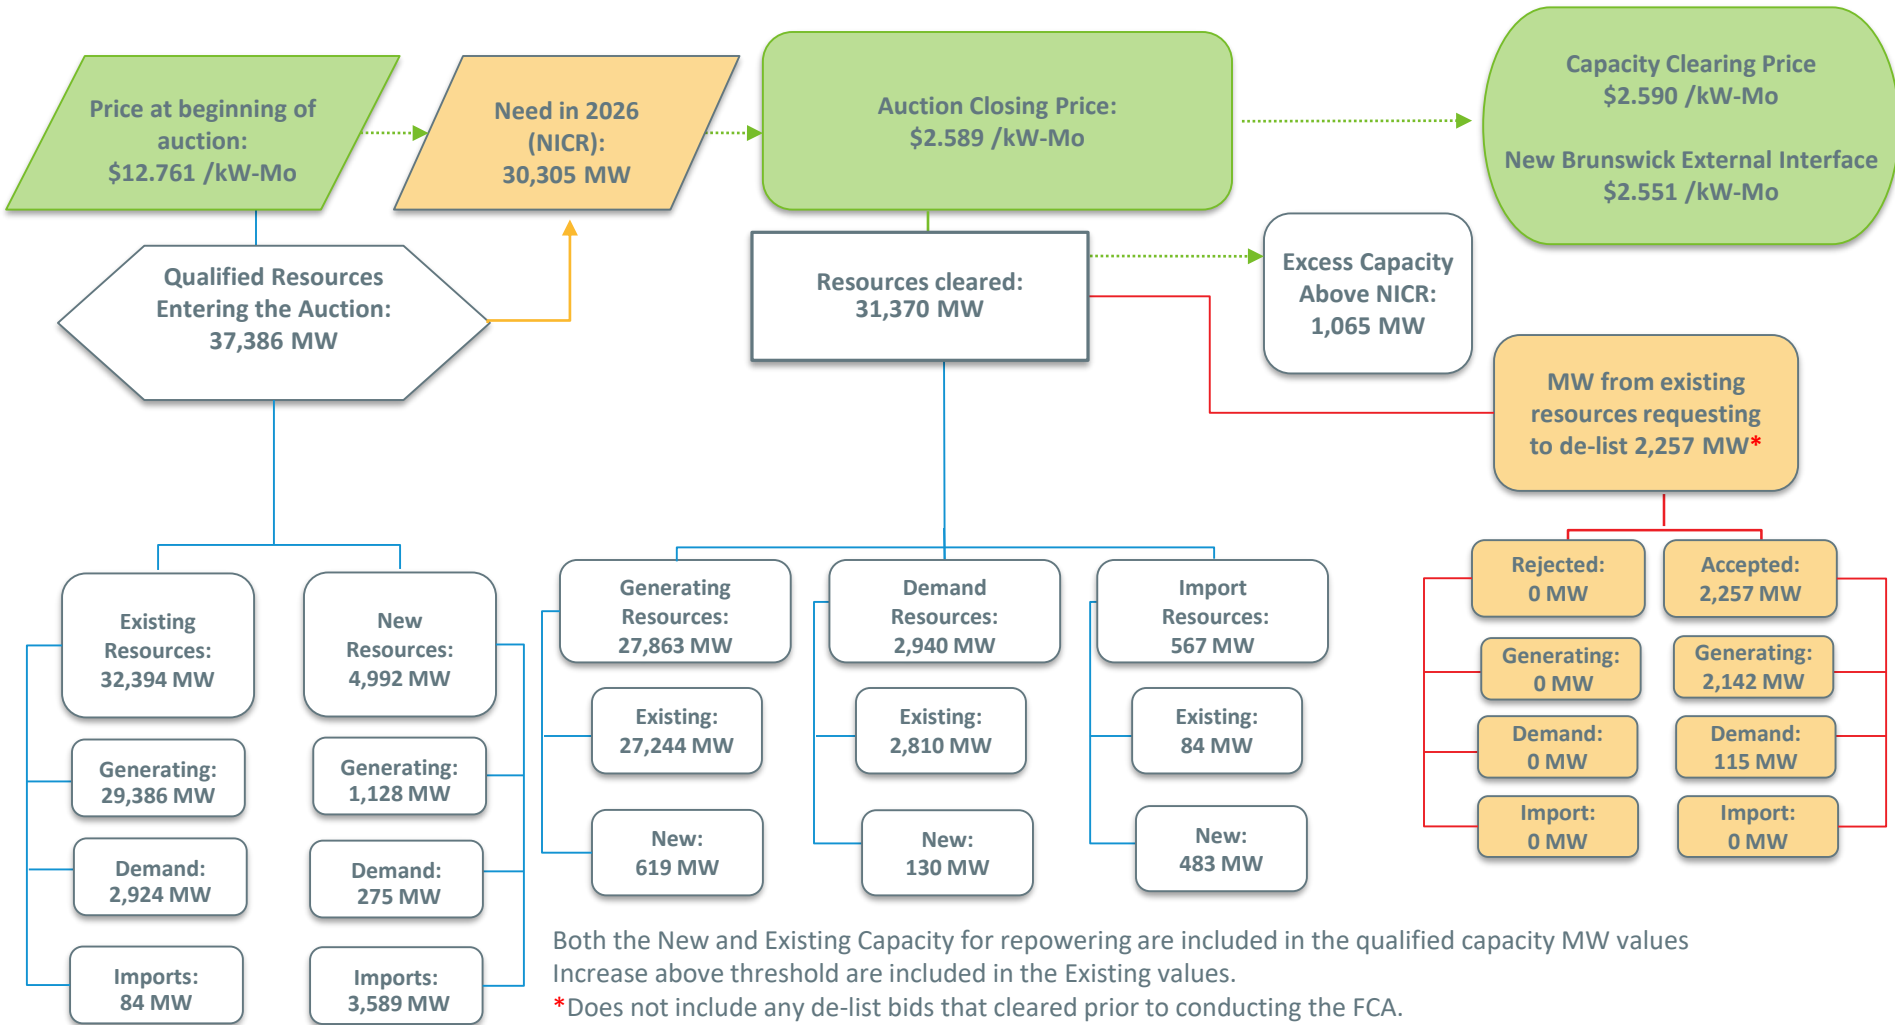 Price at beginning of
auction:
$12.761 /kW-Mo
Need in 2026
(NICR):
30,305 MW
Auction Closing Price:
$2.589 /kW-Mo
Capacity Clearing Price
$2.590 /kW-Mo
New Brunswick External Interface
$2.551 /kW-Mo
Qualified Resources
Entering the Auction:
37,386 MW
Resources cleared:
31,370 MW
Excess Capacity
Above NICR:
1,065 MW
MW from existing
resources requesting
to de-list 2,257 MW*
Existing
Resources:
32,394 MW
Generating:
29,386 MW
Demand:
2,924 MW
Imports:
84 MW
New
Resources:
4,992 MW
Generating:
1,128 MW
Demand:
275 MW
Imports:
3,589 MW
Generating
Resources:
27,863 MW
Existing:
27,244 MW
New:
619 MW
Demand
Resources:
2,940 MW
Existing:
2,810 MW
New:
130 MW
Import
Resources:
567 MW
Existing:
84 MW
New:
483 MW
Rejected:
0 MW
Generating:
0 MW
Demand:
0 MW
Import:
0 MW
Accepted:
2,257 MW
Generating:
2,142 MW
Demand:
115 MW
Import:
0 MW
Both the New and Existing Capacity for repowering are included in the qualified capacity MW values
Increase above threshold are included in the Existing values.
*Does not include any de-list bids that cleared prior to conducting the FCA.